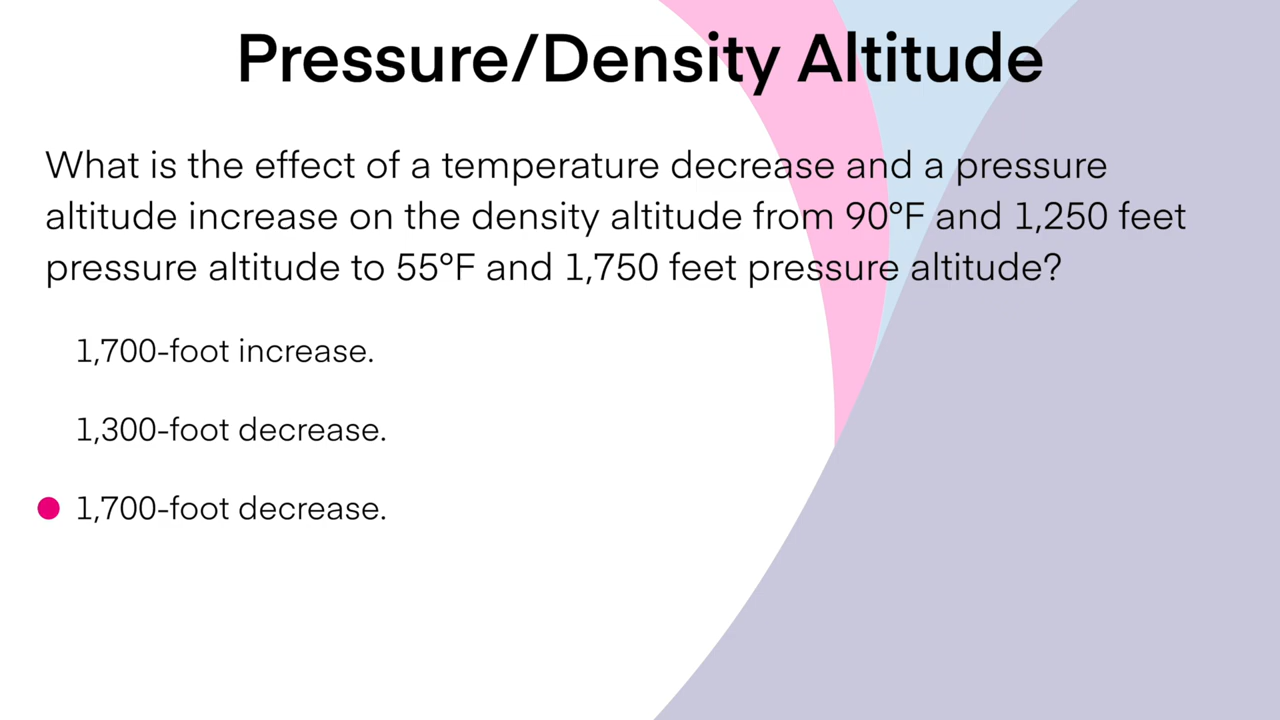 Pressure/Density Altitude
What is the effect of a temperature decrease and a pressure
altitude increase on the density altitude from 90°F and 1,250 feet
pressure altitude to 55°F and 1,750 feet pressure altitude?
1,700-foot increase.
1,300-foot decrease.
1,700-foot decrease.